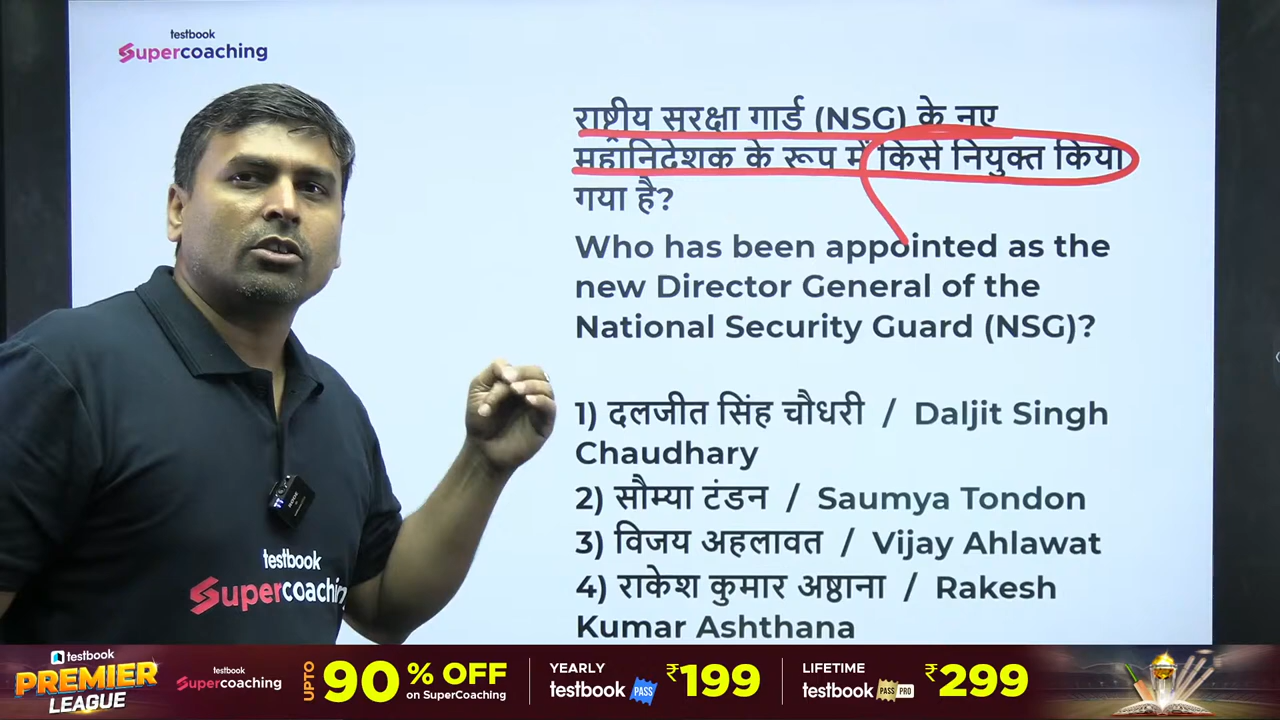 testbook
Supercoaching
राष्ट्रीय सुरक्षा गार्ड (NSG) के नए
महानिदेशक के रूप में किसे नियुक्त किया
गया है?
Who has been appointed as the
new Director General of the
National Security Guard (NSG)?
1) दलजीत सिंह चौधरी / Daljit Singh
Chaudhary
2) सौम्या टंडन / Saumya Tondon
3) विजय अहलावत / Vijay Ahlawat
4) राकेश कुमार अष्ठाना / Rakesh
Kumar Ashthana
testbook
Supercoaching
testbook
PREMIER
LEAGUE
testbook
Supercoaching
UPTO 90% OFF
on SuperCoaching
YEARLY
testbook PASS
₹199
LIFETIME
testbook PASS PRO
₹299